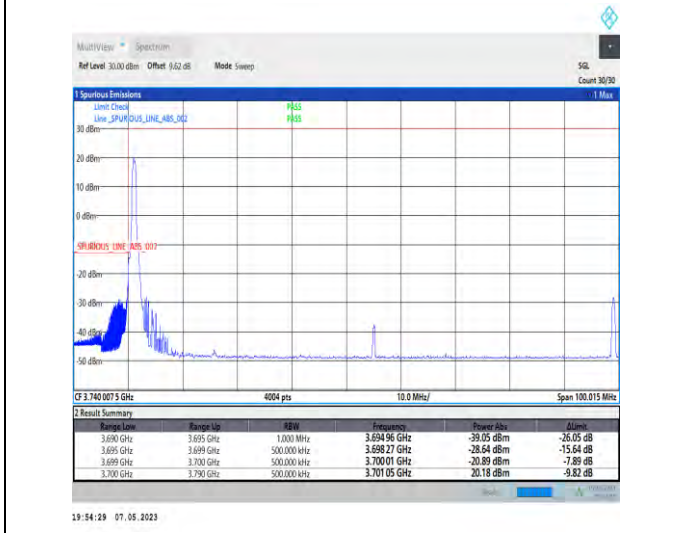 MultiView Spectrum
Ref Level 30.00 dBm Offset 9.62 dB Mode Sweep SGL
Count 30/30
1 Spurious Emissions 1 Max
Limit Check PASS
Line _SPURIOUS_LINE_ABS_002 PASS
30 dBm
20 dBm
10 dBm
0 dBm
_SPURIOUS_LINE_ABS_002
-20 dBm
-30 dBm
-40 dBm
-50 dBm
CF 3.740 007 5 GHz 4004 pts 10.0 MHz/ Span 100.015 MHz
2 Result Summary
Range Low Range Up RBW Frequency Power Abs ΔLimit
3.690 GHz 3.695 GHz 1.000 MHz 3.694 96 GHz -39.05 dBm -26.05 dB
3.695 GHz 3.699 GHz 500.000 kHz 3.698 27 GHz -28.64 dBm -15.64 dB
3.699 GHz 3.700 GHz 500.000 kHz 3.700 01 GHz -20.89 dBm -7.89 dB
3.700 GHz 3.790 GHz 500.000 kHz 3.701 05 GHz 20.18 dBm -9.82 dB
19:54:29 07.05.2023